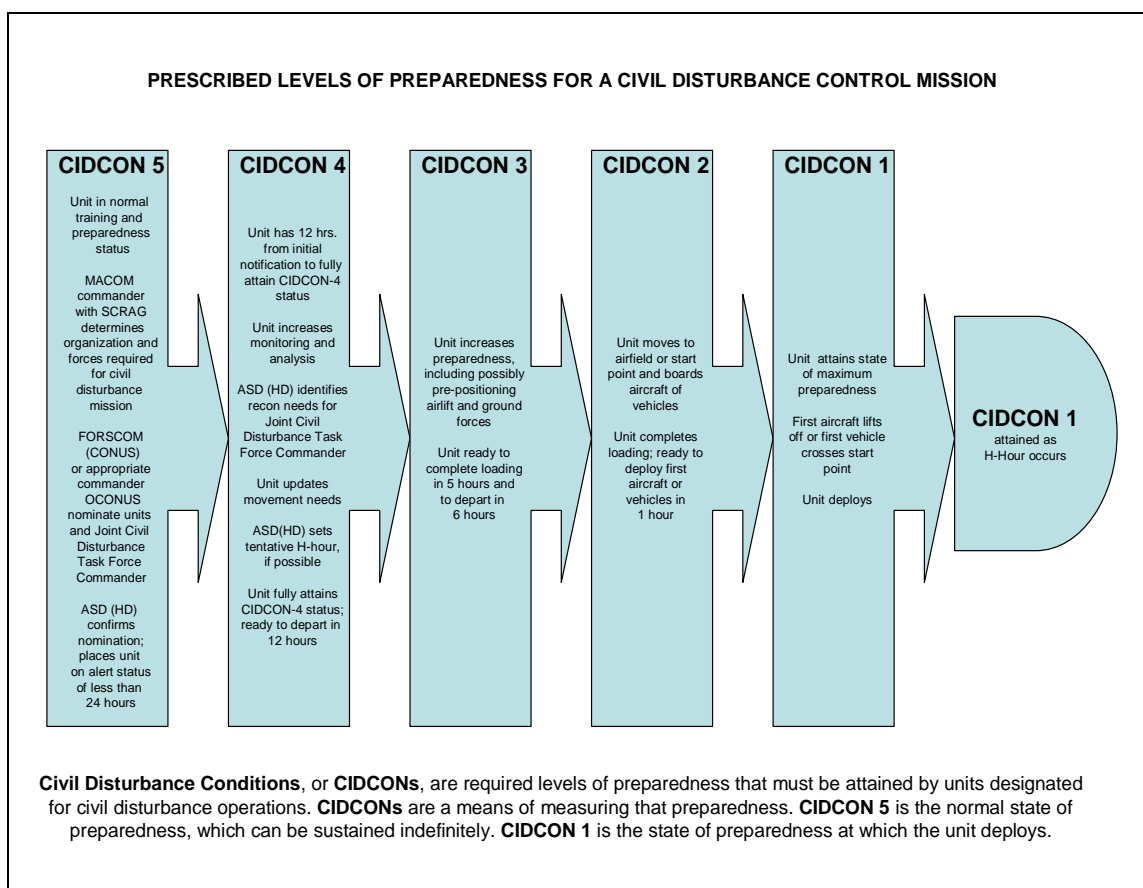 PRESCRIBED LEVELS OF PREPAREDNESS FOR A CIVIL DISTURBANCE CONTROL MISSION
CIDCON 5
Unit in normal
training and
preparedness
status
MACOM
commander
with SCRAG
determines
organization and
forces required
for civil
disturbance
mission
FORSCOM
(CONUS)
or appropriate
commander
OCONUS
nominate units
and Joint Civil
Disturbance
Task Force
Commander
ASD (HD)
confirms
nomination;
places unit
on alert status
of less than
24 hours
CIDCON 4
Unit has 12 hrs.
from initial
notification to fully
attain CIDCON-4
status
Unit increases
monitoring and
analysis
ASD (HD) identifies
recon needs for
Joint Civil
Disturbance Task
Force Commander
Unit updates
movement needs
ASD(HD) sets
tentative H-hour,
if possible
Unit fully attains
CIDCON-4 status;
ready to depart in
12 hours
CIDCON 3
Unit increases
preparedness,
including possibly
pre-positioning
airlift and ground
forces
Unit ready to
complete loading
in 5 hours and
to depart in
6 hours
CIDCON 2
Unit moves to
airfield or start
point and boards
aircraft of
vehicles
Unit completes
loading; ready to
deploy first
aircraft or
vehicles in
1 hour
CIDCON 1
Unit attains state
of maximum
preparedness
First aircraft lifts
off or first vehicle
crosses start
point
Unit deploys
CIDCON 1
attained as
H-Hour occurs
Civil Disturbance Conditions, or CIDCONs, are required levels of preparedness that must be attained by units designated
for civil disturbance operations. CIDCONs are a means of measuring that preparedness. CIDCON 5 is the normal state of
preparedness, which can be sustained indefinitely. CIDCON 1 is the state of preparedness at which the unit deploys.